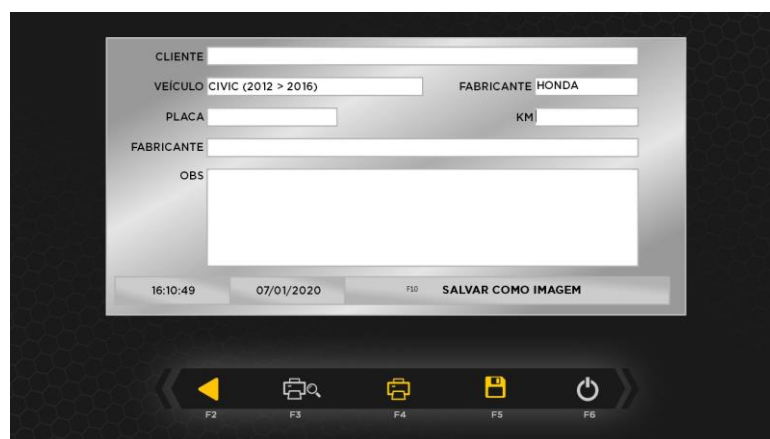 CLIENTE
VEÍCULO CIVIC (2012 > 2016) FABRICANTE HONDA
PLACA KM
FABRICANTE
OBS
16:10:49 07/01/2020 F10 SALVAR COMO IMAGEM
F2 F3 F4 F5 F6